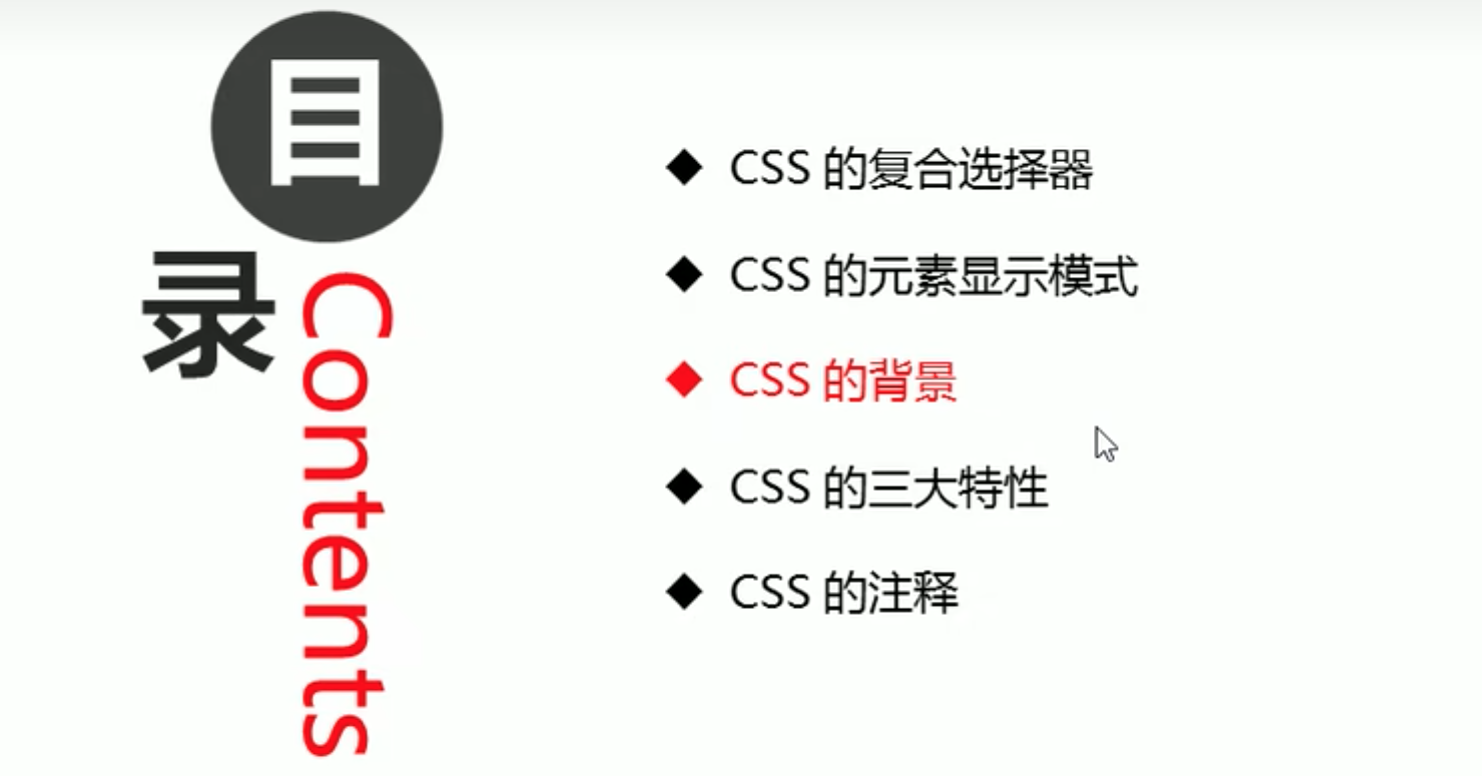 目
录
Contents
◆ CSS 的复合选择器
◆ CSS 的元素显示模式
◆ CSS 的背景
◆ CSS 的三大特性
◆ CSS 的注释